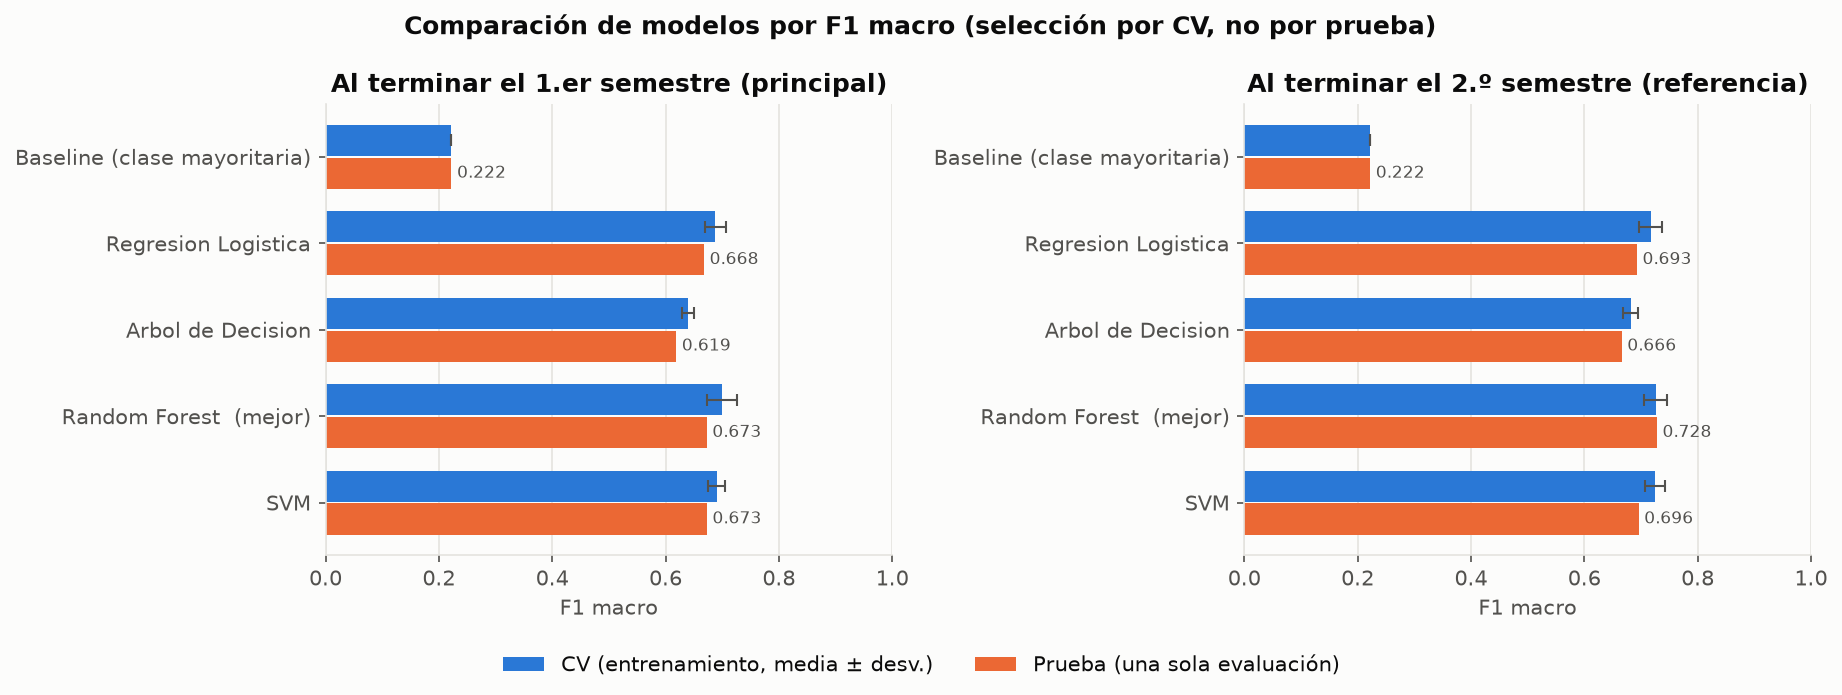 Comparación de modelos por F1 macro (selección por CV, no por prueba)
Al terminar el 1.er semestre (principal)
Baseline (clase mayoritaria)
0.222
Regresion Logistica
0.668
Arbol de Decision
0.619
Random Forest  (mejor)
0.673
SVM
0.673
0.0 0.2 0.4 0.6 0.8 1.0
F1 macro
Al terminar el 2.º semestre (referencia)
Baseline (clase mayoritaria)
0.222
Regresion Logistica
0.693
Arbol de Decision
0.666
Random Forest  (mejor)
0.728
SVM
0.696
0.0 0.2 0.4 0.6 0.8 1.0
F1 macro
CV (entrenamiento, media ± desv.)
Prueba (una sola evaluación)